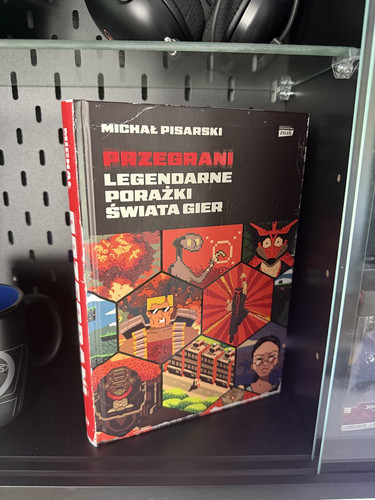 MICHAŁ PISARSKI
PRZEGRANI
LEGENDARNE
PORAŻKI
ŚWIATA GIER